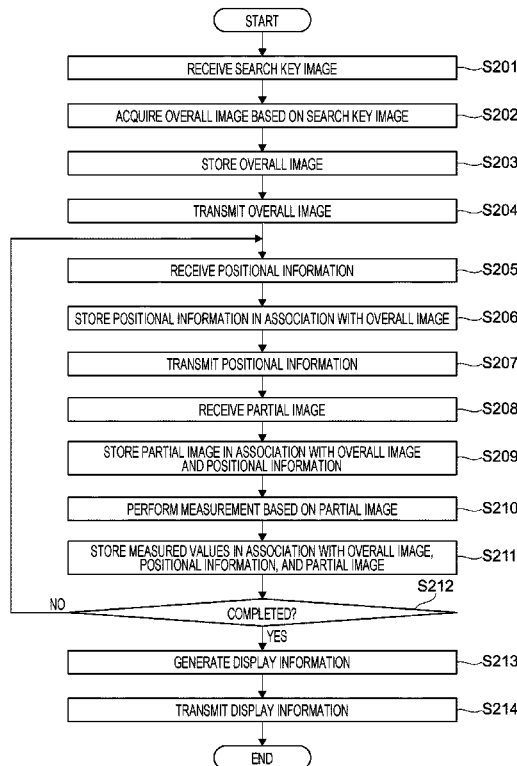 START
RECEIVE SEARCH KEY IMAGE
S201
ACQUIRE OVERALL IMAGE BASED ON SEARCH KEY IMAGE
S202
STORE OVERALL IMAGE
S203
TRANSMIT OVERALL IMAGE
S204
RECEIVE POSITIONAL INFORMATION
S205
STORE POSITIONAL INFORMATION IN ASSOCIATION WITH OVERALL IMAGE
S206
TRANSMIT POSITIONAL INFORMATION
S207
RECEIVE PARTIAL IMAGE
S208
STORE PARTIAL IMAGE IN ASSOCIATION WITH OVERALL IMAGE
AND POSITIONAL INFORMATION
S209
PERFORM MEASUREMENT BASED ON PARTIAL IMAGE
S210
STORE MEASURED VALUES IN ASSOCIATION WITH OVERALL IMAGE,
POSITIONAL INFORMATION, AND PARTIAL IMAGE
S211
S212
NO
COMPLETED?
YES
GENERATE DISPLAY INFORMATION
S213
TRANSMIT DISPLAY INFORMATION
S214
END